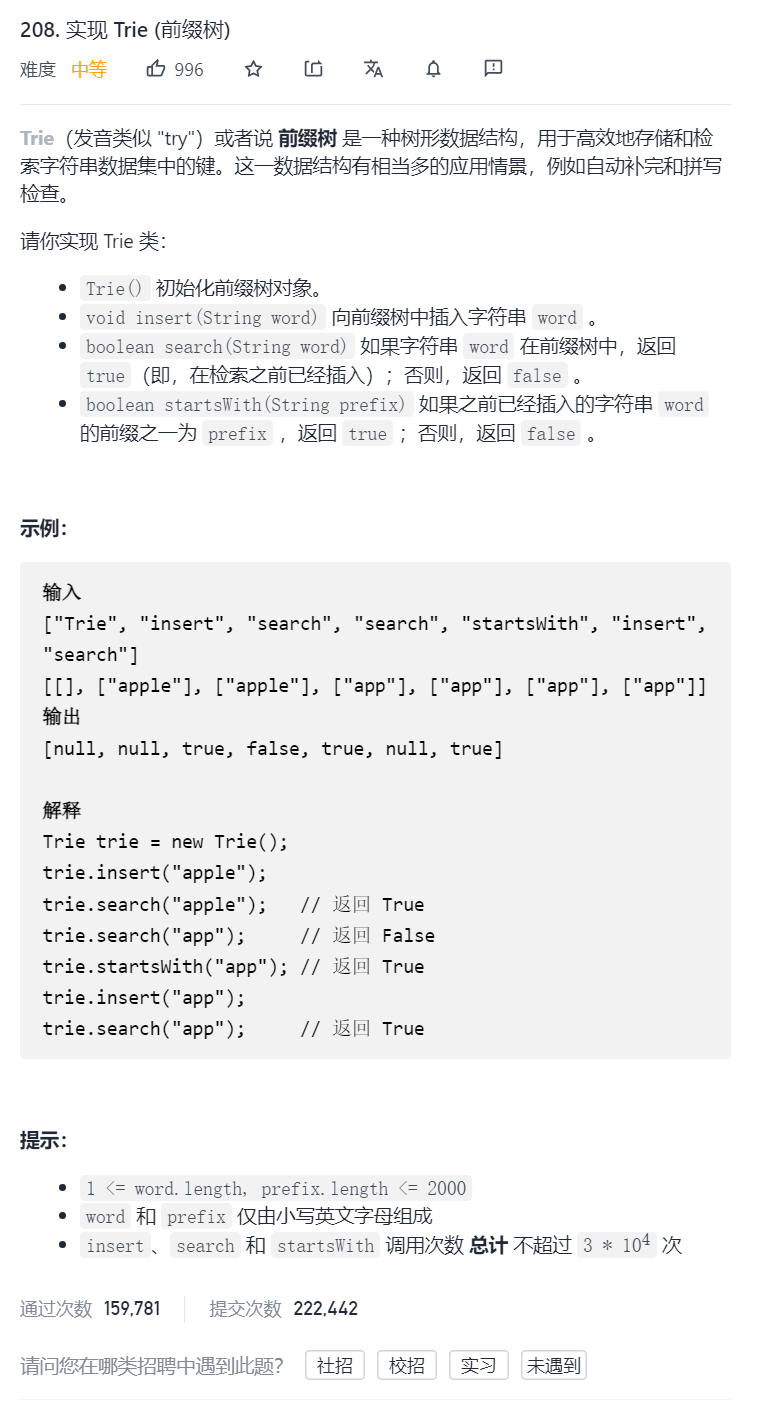 208. 实现 Trie (前缀树)
难度 中等 996
Trie（发音类似 "try"）或者说 前缀树 是一种树形数据结构，用于高效地存储和检
索字符串数据集中的键。这一数据结构有相当多的应用情景，例如自动补完和拼写
检查。
请你实现 Trie 类：
Trie() 初始化前缀树对象。
void insert(String word) 向前缀树中插入字符串 word 。
boolean search(String word) 如果字符串 word 在前缀树中，返回
true（即，在检索之前已经插入）；否则，返回 false 。
boolean startsWith(String prefix) 如果之前已经插入的字符串 word
的前缀之一为 prefix ，返回 true ；否则，返回 false 。
示例：
输入
["Trie", "insert", "search", "search", "startsWith", "insert",
"search"]
[[], ["apple"], ["apple"], ["app"], ["app"], ["app"], ["app"]]
输出
[null, null, true, false, true, null, true]
解释
Trie trie = new Trie();
trie.insert("apple");
trie.search("apple");   // 返回 True
trie.search("app");     // 返回 False
trie.startsWith("app"); // 返回 True
trie.insert("app");
trie.search("app");     // 返回 True
提示：
1 <= word.length, prefix.length <= 2000
word 和 prefix 仅由小写英文字母组成
insert、search 和 startsWith 调用次数 总计 不超过 3 * 10⁴ 次
通过次数 159,781 提交次数 222,442
请问您在哪类招聘中遇到此题？ 社招 校招 实习 未遇到